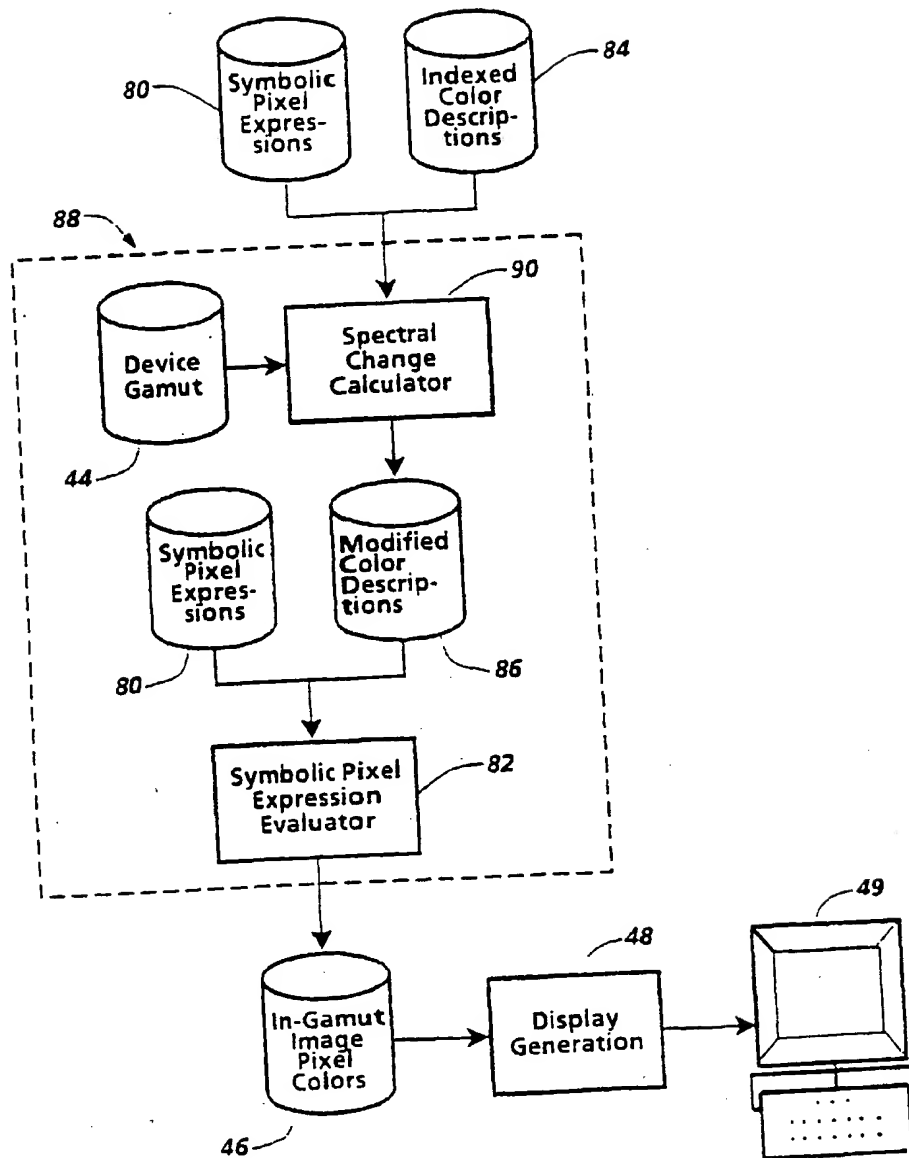 80
Symbolic
Pixel
Expres-
sions
Indexed
Color
Descrip-
tions
84
88
90
Device
Gamut
Spectral
Change
Calculator
44
Symbolic
Pixel
Expres-
sions
Modified
Color
Descrip-
tions
80
86
Symbolic Pixel
Expression
Evaluator
82
In-Gamut
Image
Pixel
Colors
48
Display
Generation
49
46